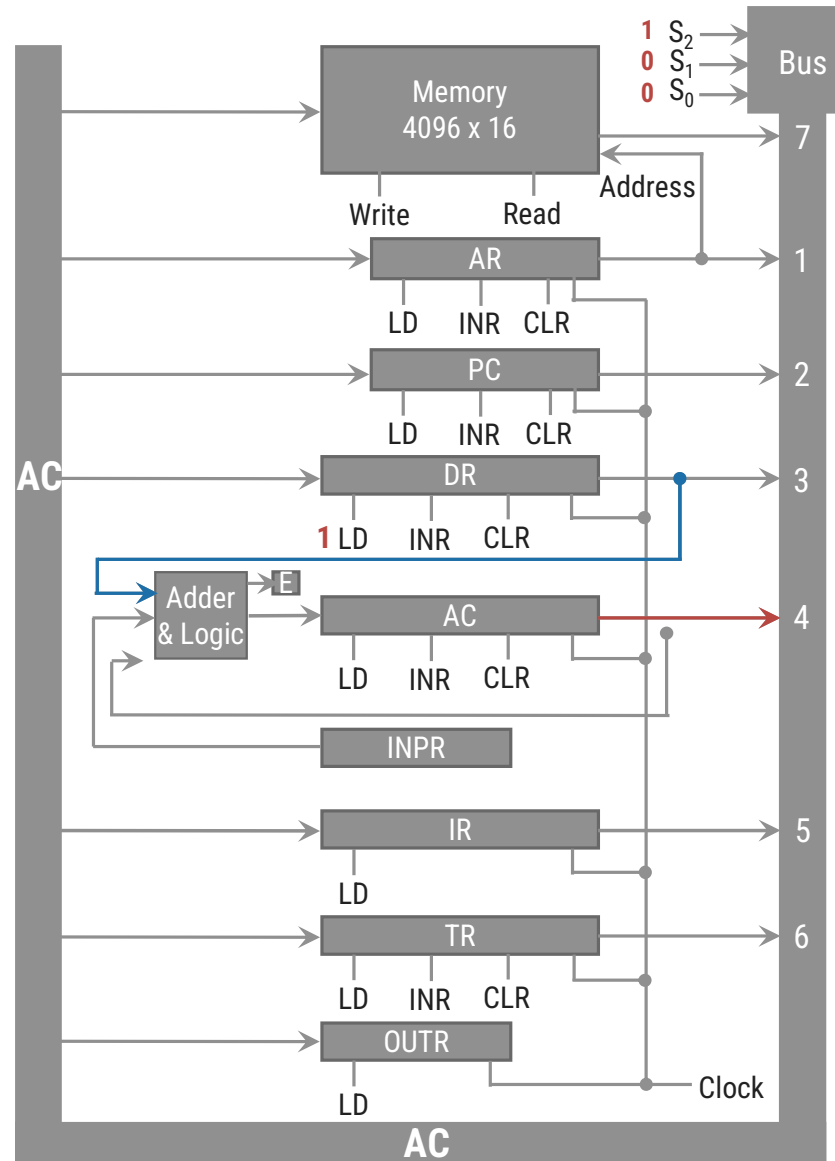 1 S2
0 S1
0 S0
Bus
Memory
4096 x 16
7
Address
Write
Read
AR
1
LD
INR
CLR
PC
2
LD
INR
CLR
AC
DR
3
1 LD
INR
CLR
Adder
& Logic
E
AC
4
LD
INR
CLR
INPR
IR
5
LD
TR
6
LD
INR
CLR
OUTR
LD
Clock
AC